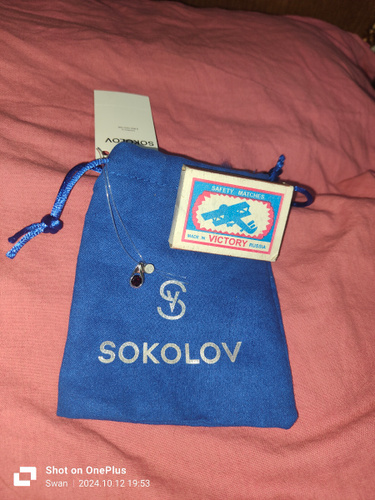 SOKOLOV
SAFETY MATCHES
MADE IN VICTORY RUSSIA
SOKOLOV
Shot on OnePlus
Swan | 2024.10.12 19:53